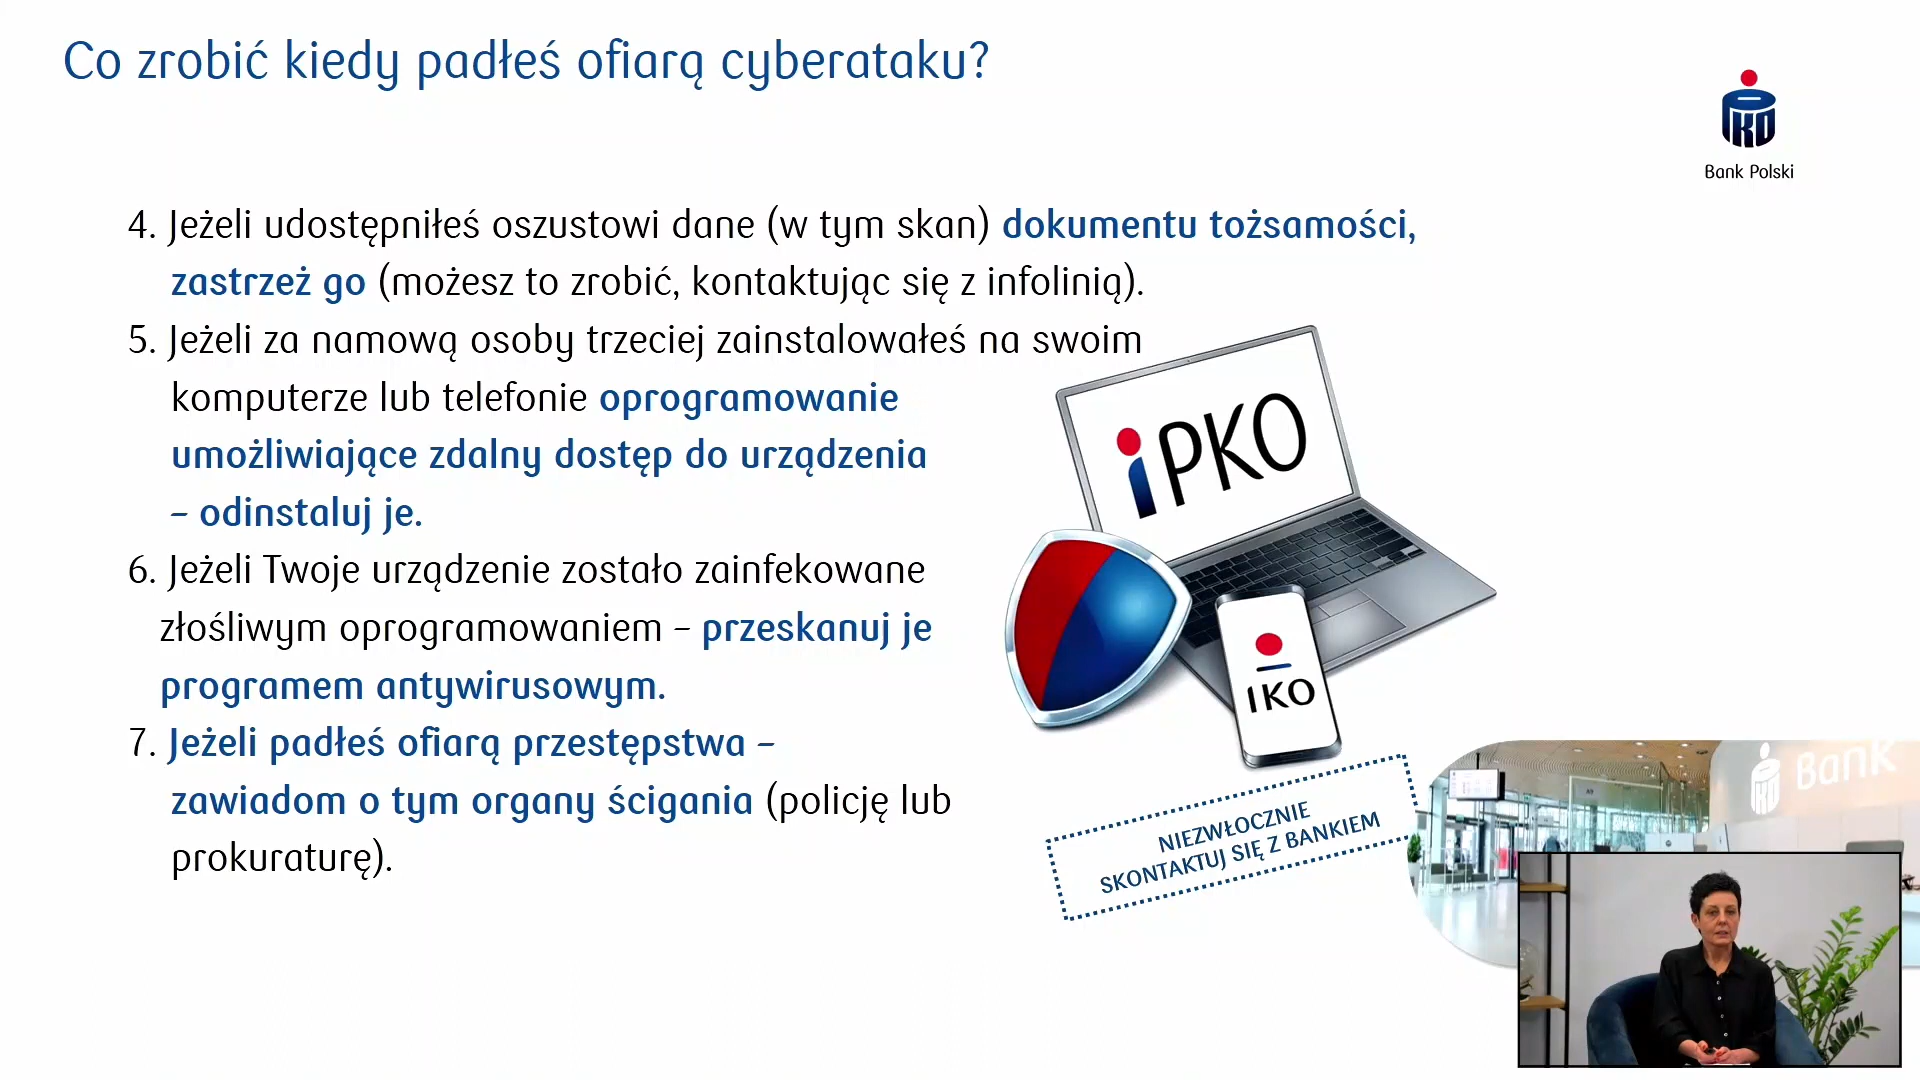 Co zrobić kiedy padłeś ofiarą cyberataku?
PKO
Bank Polski
4. Jeżeli udostępniłeś oszustowi dane (w tym skan) dokumentu tożsamości,
zastrzeż go (możesz to zrobić, kontaktując się z infolinią).
5. Jeżeli za namową osoby trzeciej zainstalowałeś na swoim
komputerze lub telefonie oprogramowanie
umożliwiające zdalny dostęp do urządzenia
– odinstaluj je.
6. Jeżeli Twoje urządzenie zostało zainfekowane
złośliwym oprogramowaniem – przeskanuj je
programem antywirusowym.
7. Jeżeli padłeś ofiarą przestępstwa –
zawiadom o tym organy ścigania (policję lub
prokuraturę).
iPKO
IKO
NIEZWŁOCZNIE
SKONTAKTUJ SIĘ Z BANKIEM
PKO Bank